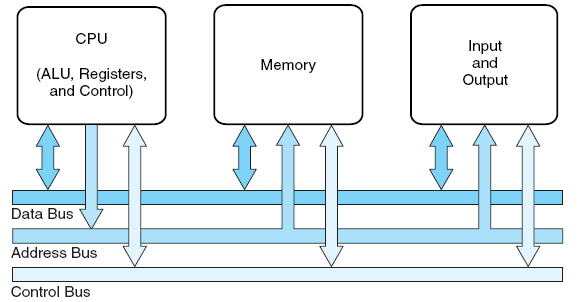 CPU
(ALU, Registers,
and Control)
Memory
Input
and
Output
Data Bus
Address Bus
Control Bus